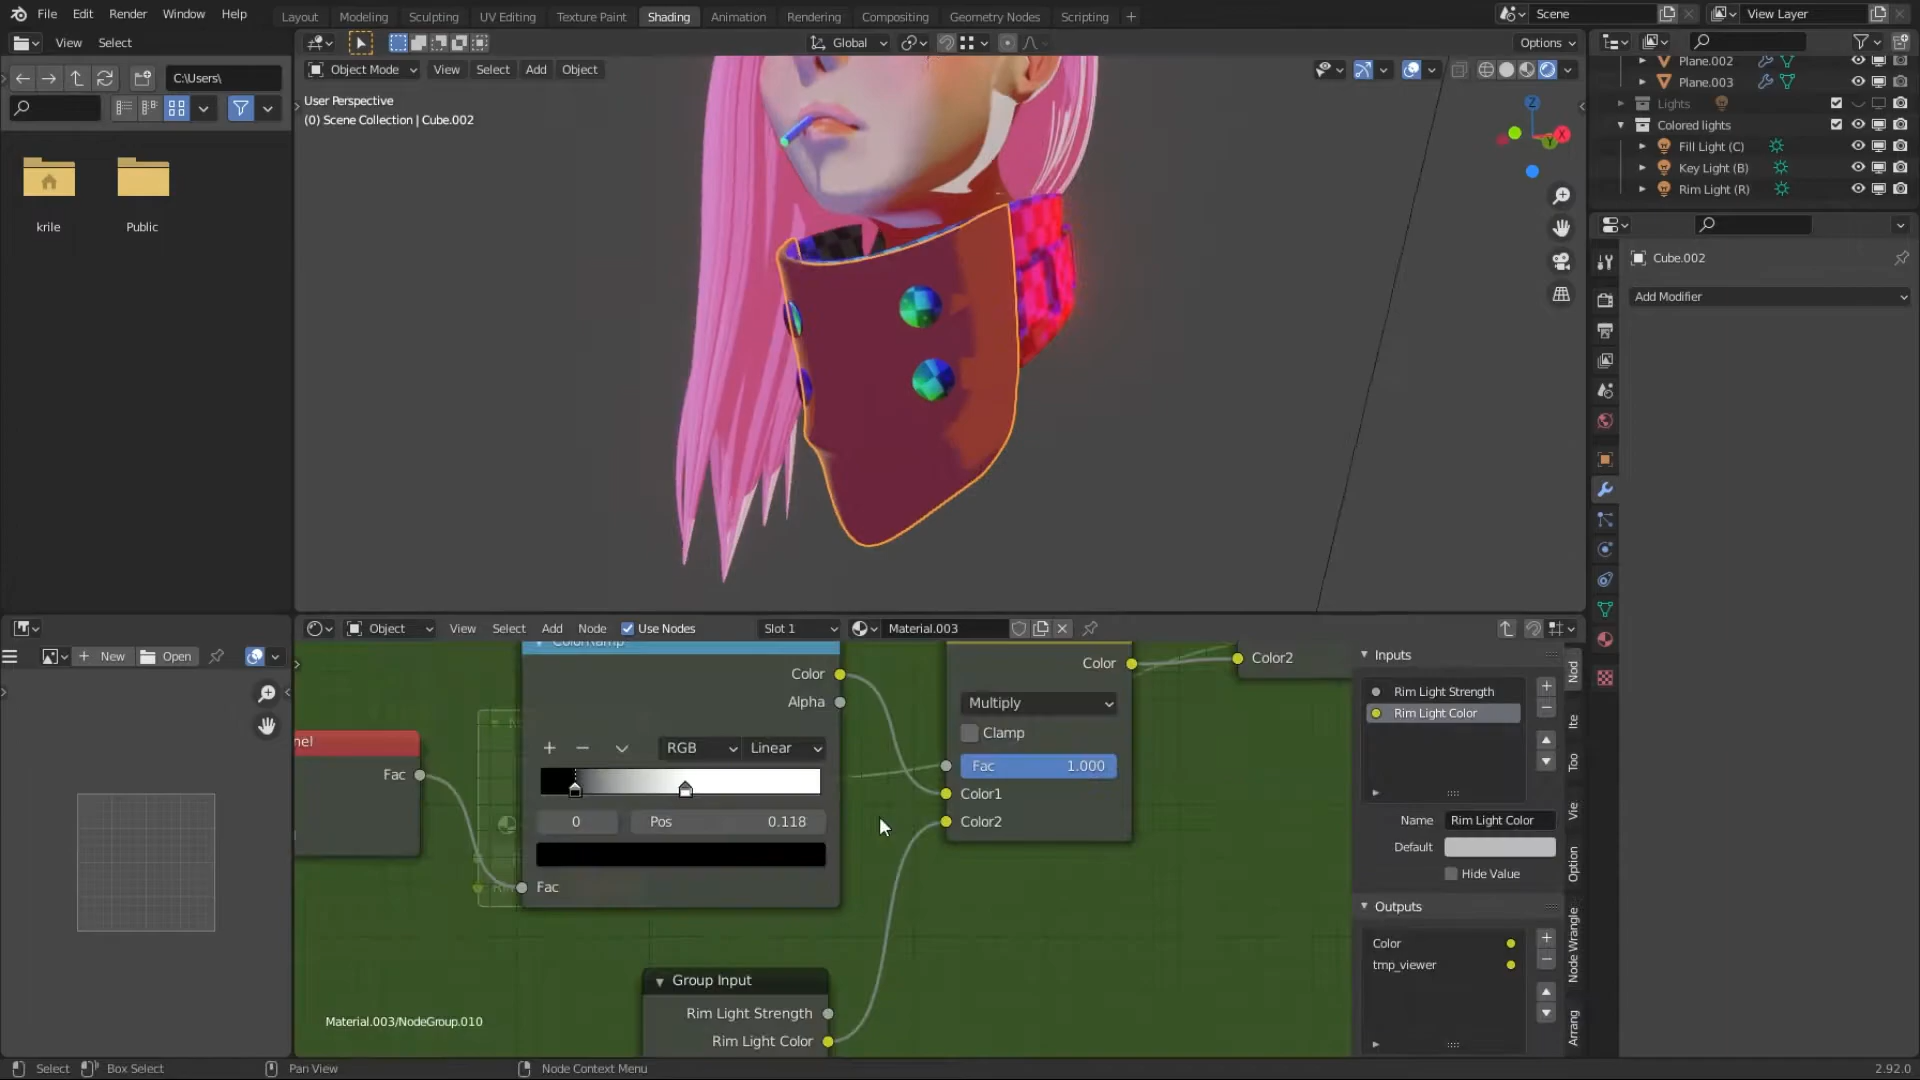 File Edit Render Window Help
Layout Modeling Sculpting UV Editing Texture Paint Shading Animation Rendering Compositing Geometry Nodes Scripting +
Scene
View Layer
View Select
Global
Options
C:\Users\
Object Mode View Select Add Object
User Perspective
(0) Scene Collection | Cube.002
krile
Public
Z
X
Y
Plane.002
Plane.003
Lights
Colored lights
Fill Light (C)
Key Light (B)
Rim Light (R)
Cube.002
Add Modifier
New Open
Object View Select Add Node Use Nodes Slot 1 Material.003
ColorRamp
Color
Alpha
RGB Linear
0 Pos 0.118
Fac
nel
Fac
Color
Multiply
Clamp
Fac 1.000
Color1
Color2
Color2
Group Input
Rim Light Strength
Rim Light Color
Material.003/NodeGroup.010
Inputs
Rim Light Strength
Rim Light Color
Name Rim Light Color
Default
Hide Value
Outputs
Color
tmp_viewer
Nod
Ite
Too
Vie
Option
Node Wrangle
Arrang
Select Box Select Pan View Node Context Menu 2.92.0